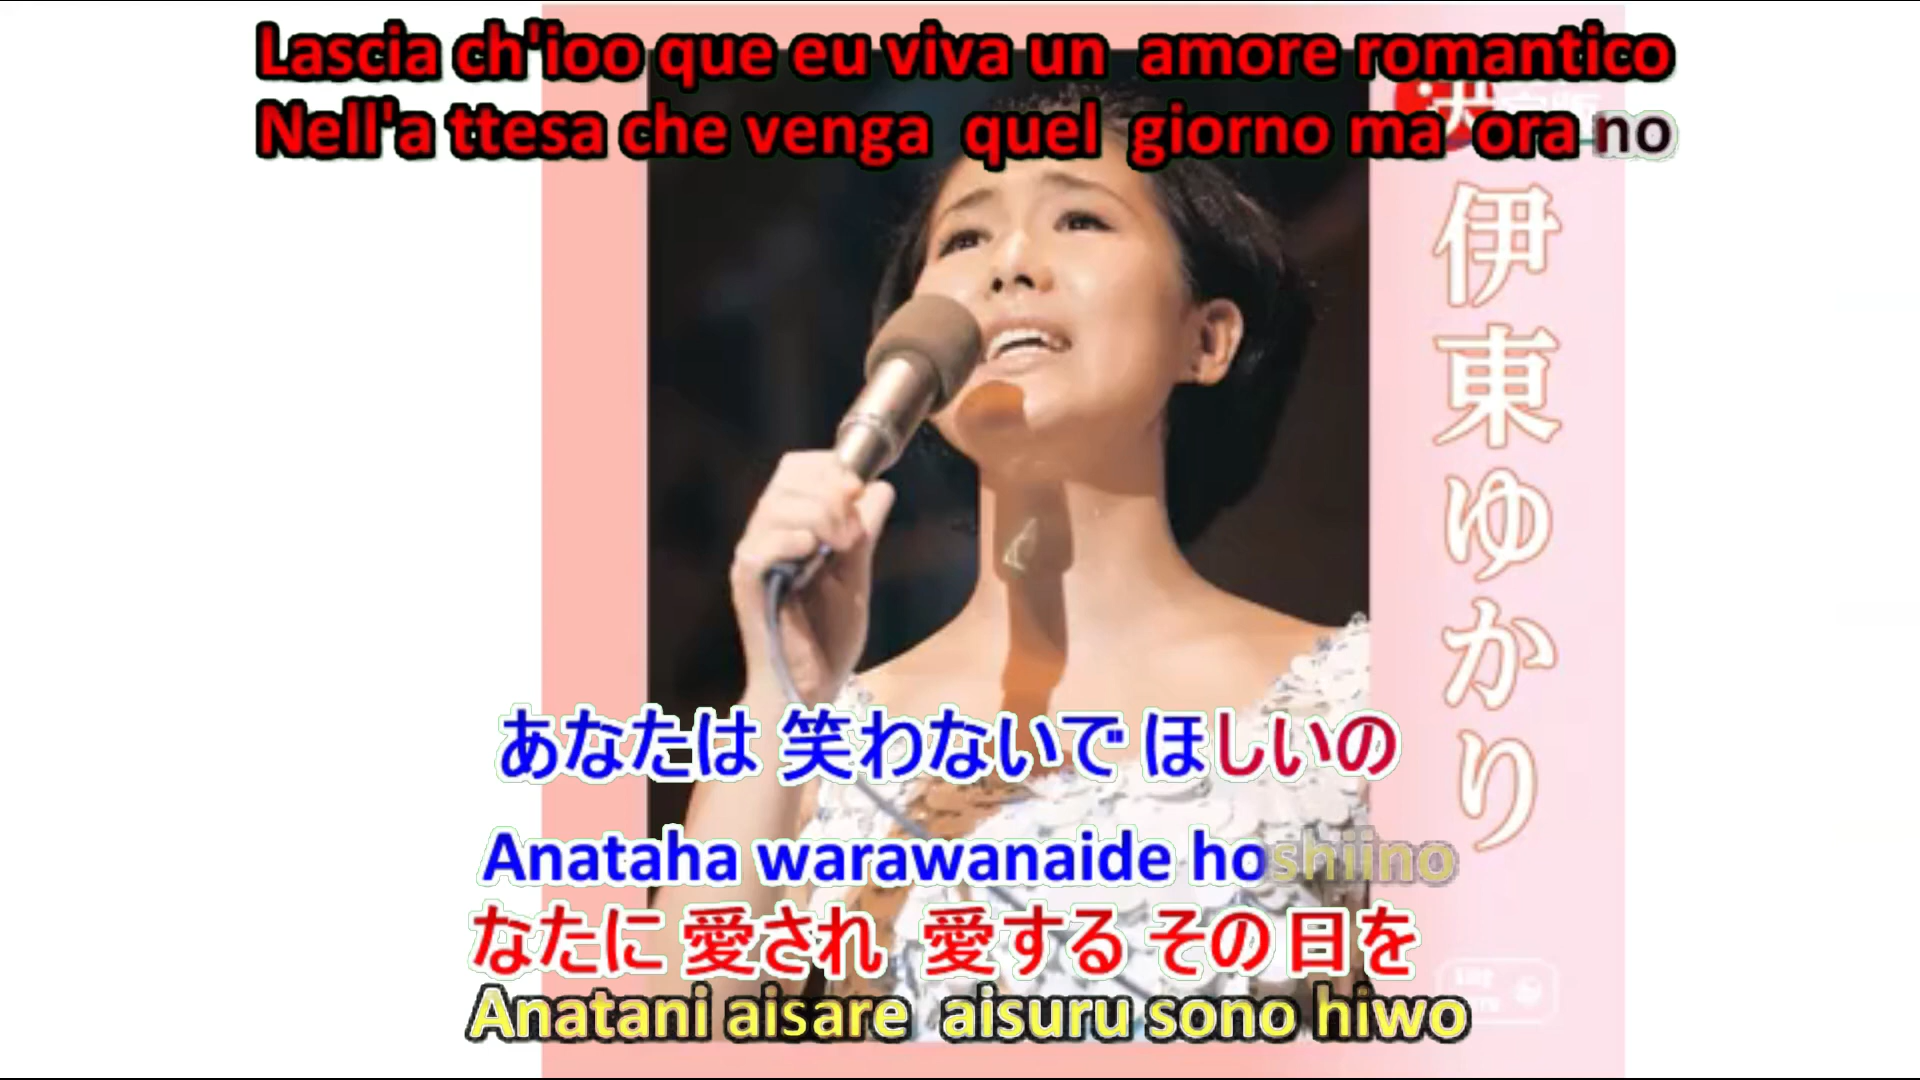 Lascia ch'ioo que eu viva un amore romantico
Nell'a ttesa che venga quel giorno ma ora no
伊東ゆかり
あなたは 笑わないで ほしいの
Anataha warawanaide hoshiino
なたに 愛され 愛する その日を
Anatani aisare aisuru sono hiwo